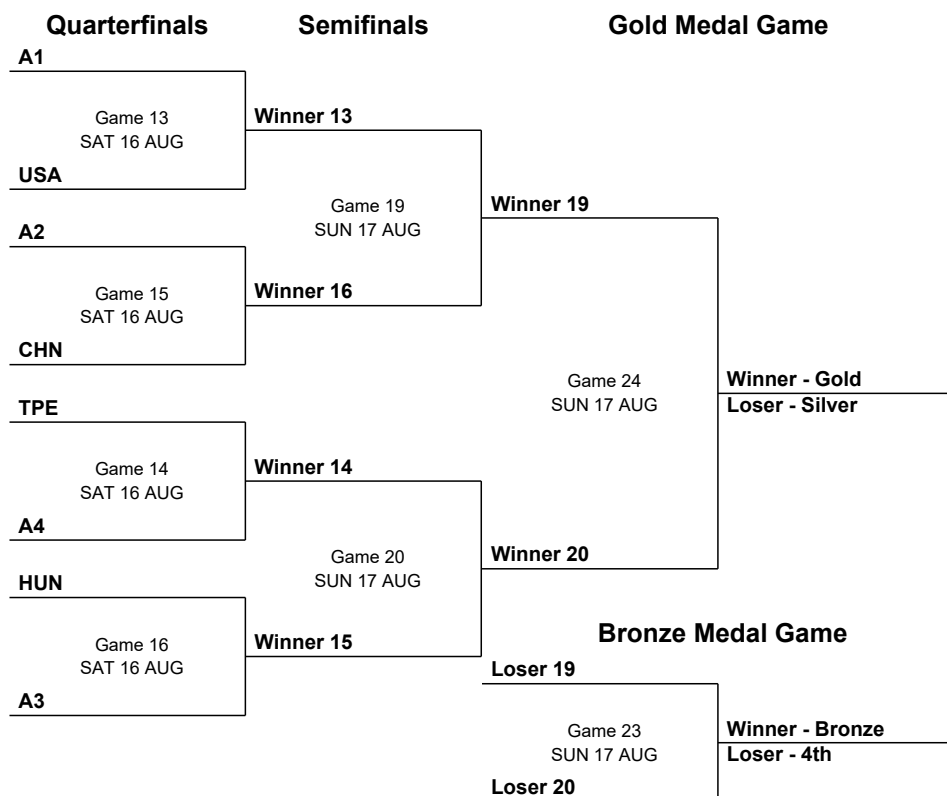 Quarterfinals Semifinals Gold Medal Game
A1
Game 13
SAT 16 AUG
Winner 13
USA
Game 19
SUN 17 AUG
Winner 19
A2
Game 15
SAT 16 AUG
Winner 16
CHN
Game 24
SUN 17 AUG
Winner - Gold
Loser - Silver
TPE
Game 14
SAT 16 AUG
Winner 14
A4
Game 20
SUN 17 AUG
Winner 20
HUN
Game 16
SAT 16 AUG
Winner 15
A3
Bronze Medal Game
Loser 19
Game 23
SUN 17 AUG
Winner - Bronze
Loser - 4th
Loser 20